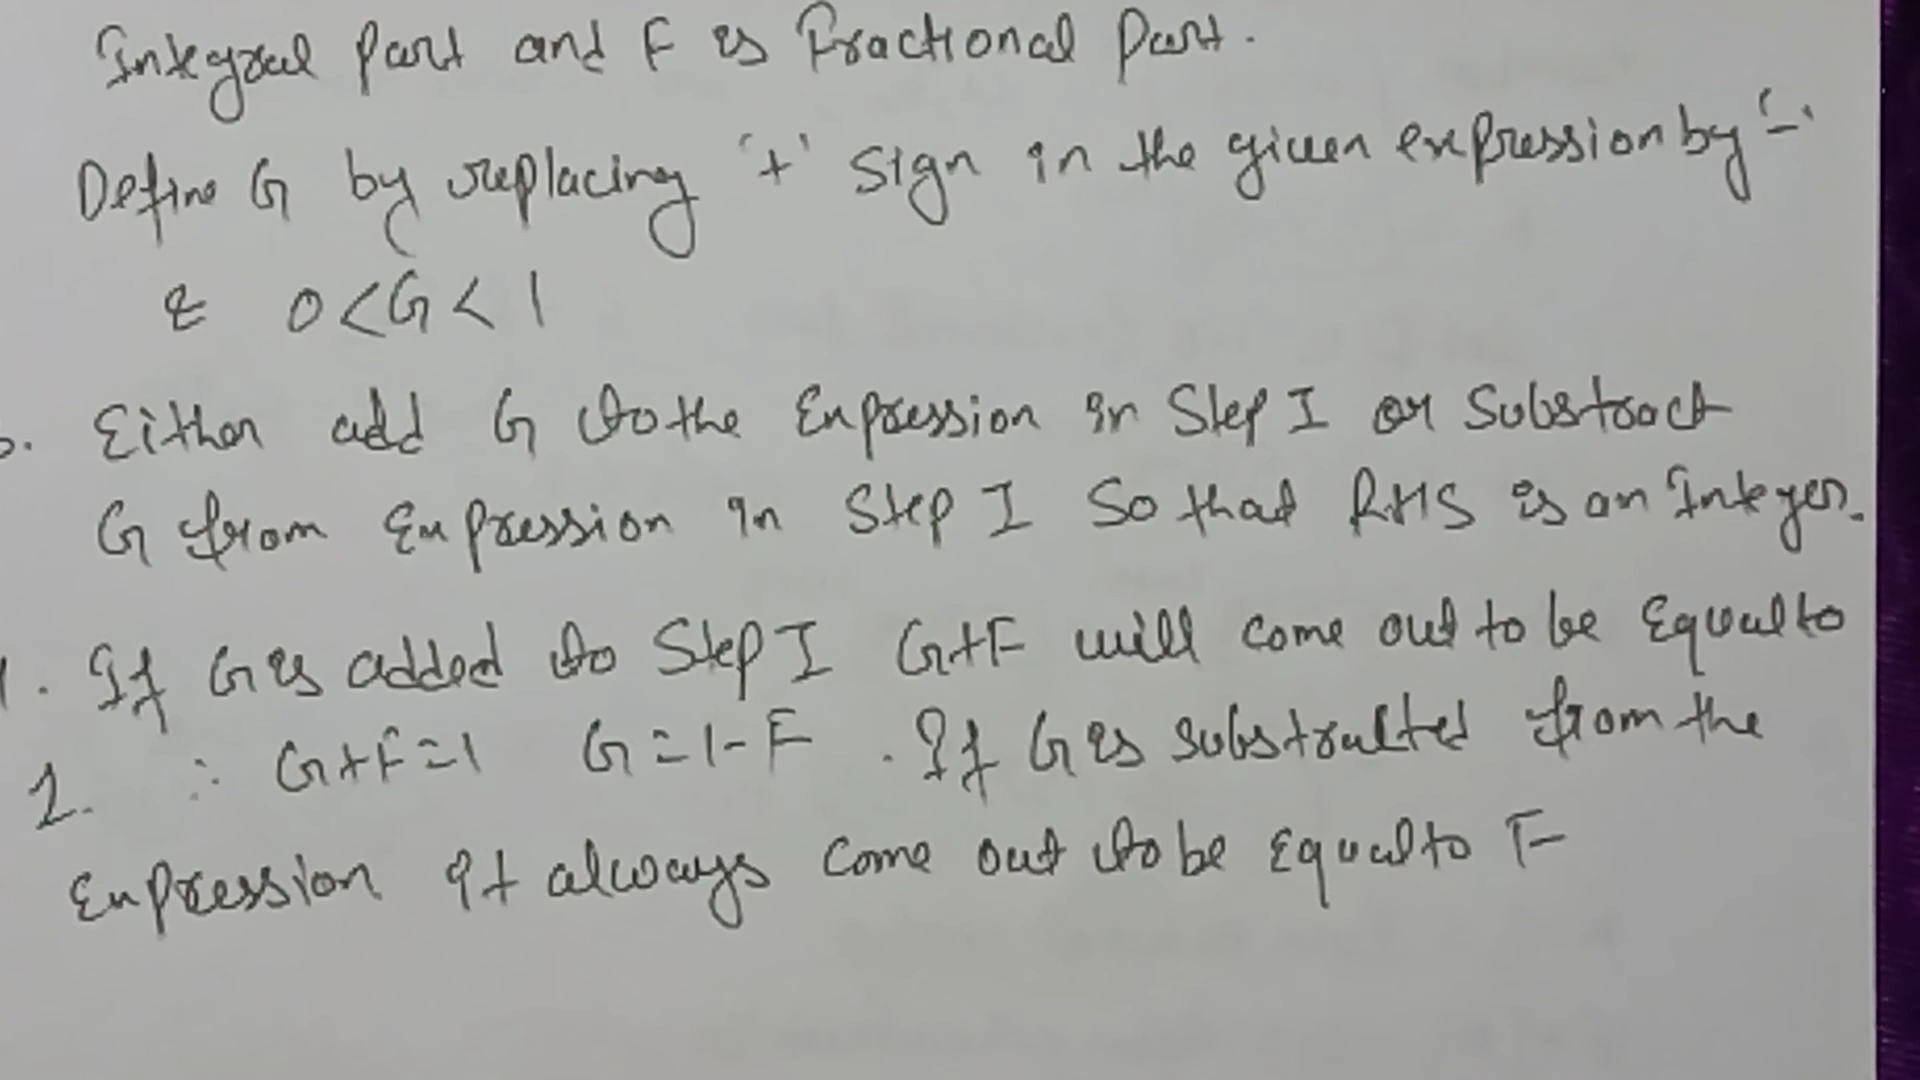 Integral part and F is fractional part.
Define G by replacing '+' sign in the given expression by '-'
& 0<G<1
3. Either add G to the Expression in Step I or Substract
G from Expression in Step I So that RHS is an Integer.
4. If G is added to Step I G+F will come out to be Equal to
1. ∴ G+F=1 G=1-F . If G is substracted from the
Expression It always come out to be Equal to F